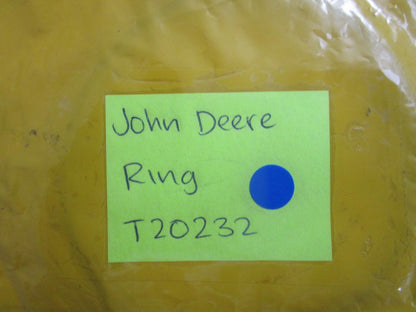 John Deere
Ring
T20232